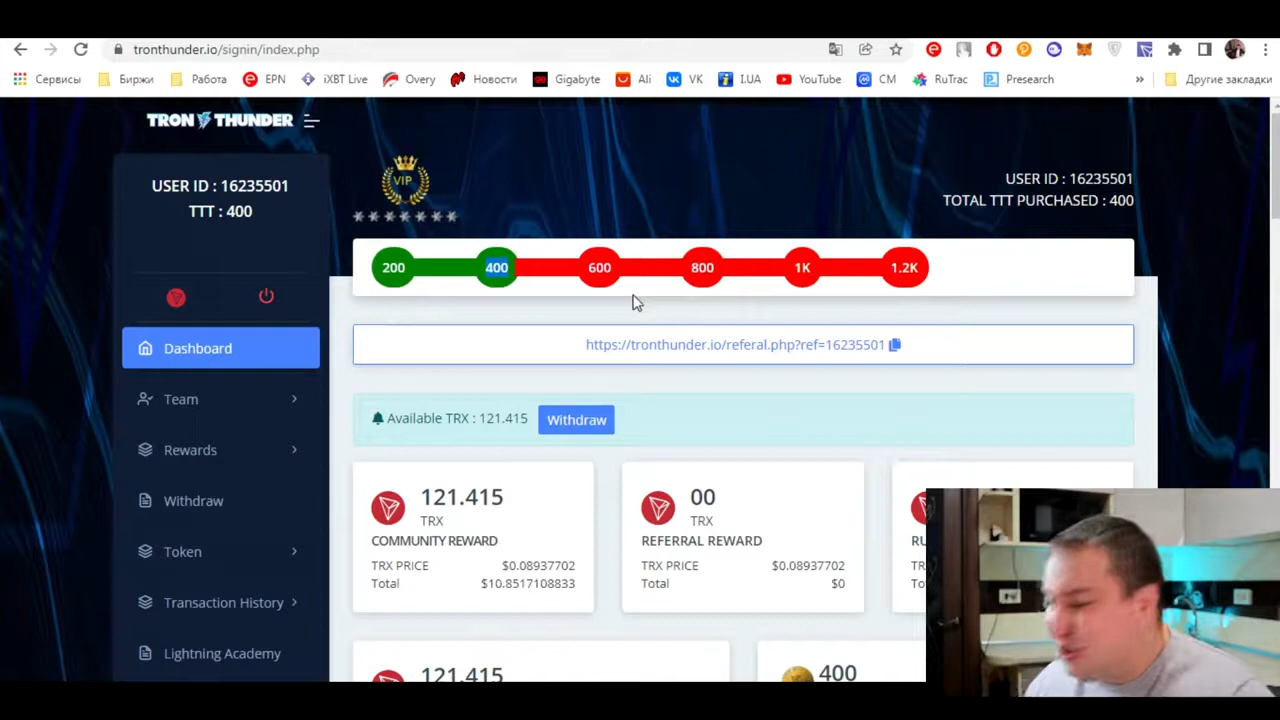 tronthunder.io/signin/index.php
Сервисы Биржи Работа EPN iXBT Live Overy Новости Gigabyte Ali VK I.UA YouTube CM RuTrac Presearch » Другие закладки
TRON THUNDER
USER ID : 16235501
TTT : 400
VIP
USER ID : 16235501
TOTAL TTT PURCHASED : 400
200 400 600 800 1K 1.2K
https://tronthunder.io/referal.php?ref=16235501
Dashboard
Team
Rewards
Withdraw
Token
Transaction History
Lightning Academy
Available TRX : 121.415 Withdraw
121.415
TRX
COMMUNITY REWARD
TRX PRICE $0.08937702
Total $10.8517108833
00
TRX
REFERRAL REWARD
TRX PRICE $0.08937702
Total $0
121.415
400